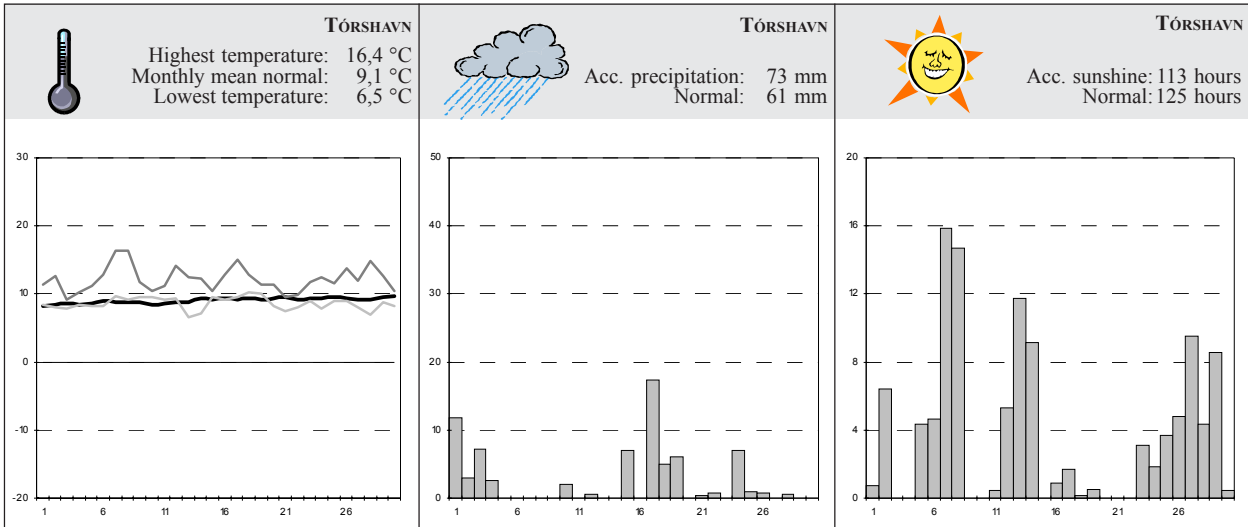 TÓRSHAVN
Highest temperature: 16,4 °C
Monthly mean normal: 9,1 °C
Lowest temperature: 6,5 °C
30
20
10
0
-10
-20
1 6 11 16 21 26
TÓRSHAVN
Acc. precipitation: 73 mm
Normal: 61 mm
50
40
30
20
10
0
1 6 11 16 21 26
TÓRSHAVN
Acc. sunshine: 113 hours
Normal: 125 hours
20
16
12
8
4
0
1 6 11 16 21 26